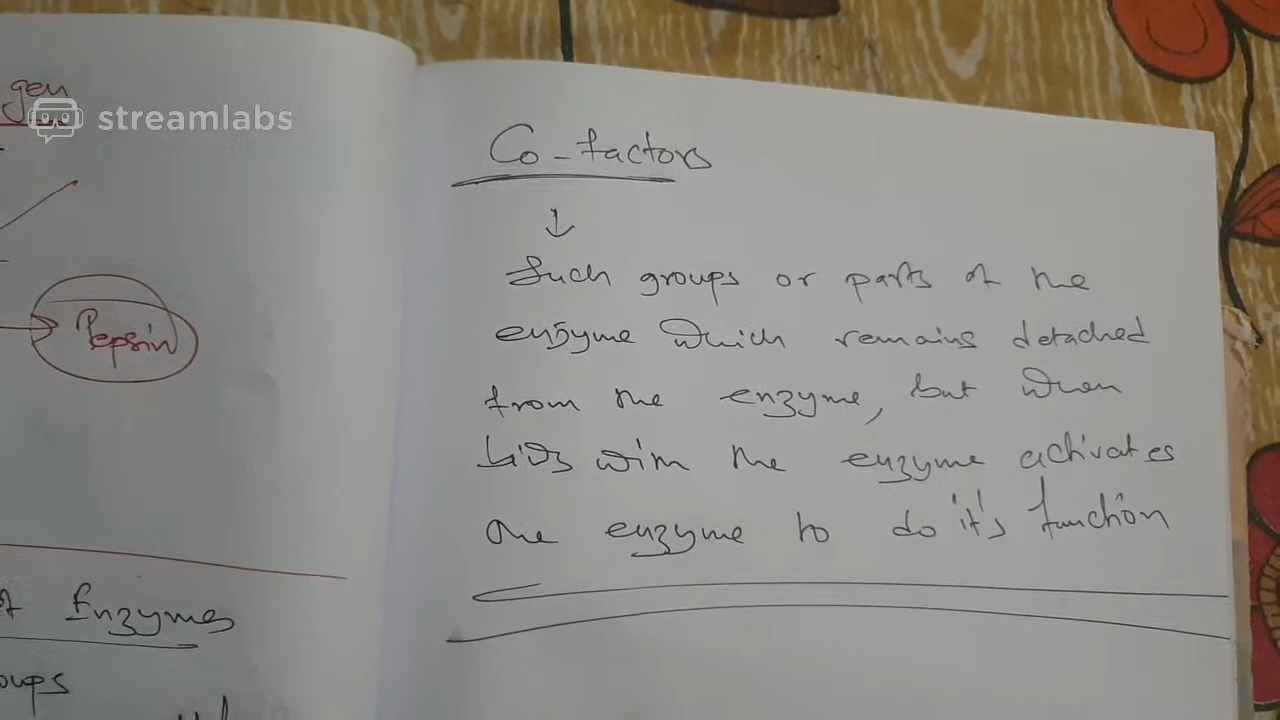 gen
streamlabs
Pepsin
Enzymes
oups
Co-factors
↓
Such groups or parts of the
enzyme which remains detached
from the enzyme, but when
with the enzyme activates
the enzyme to do it's function